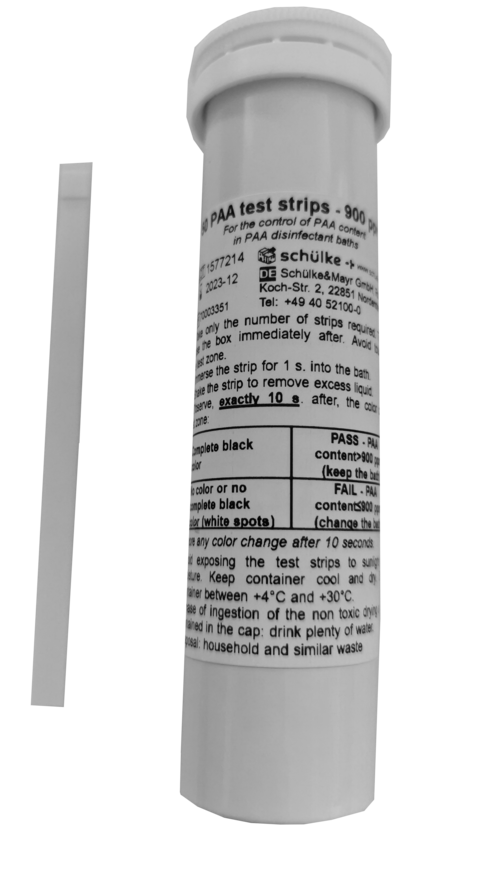 PAA test strips - 900
For the control of PAA content
in PAA disinfectant baths
1577214
schülke -+
2023-12
DE Schülke&Mayr GmbH
Koch-Str. 2, 22851
Tel: +49 40 52100-0
only the number of strips required
the box immediately after. Avoid
zone.
the strip for 1 s. into the bath.
the strip to remove excess liquid.
exactly 10 s. after, the
zone:
black
PASS - PAA
content>900
(keep the
color or no
black
(white spots)
FAIL - PAA
content≤900
(change the
any color change after 10 seconds.
exposing the test strips to
Keep container cool and dry.
between +4°C and +30°C.
of ingestion of the non toxic
in the cap: drink plenty of water.
household and similar waste